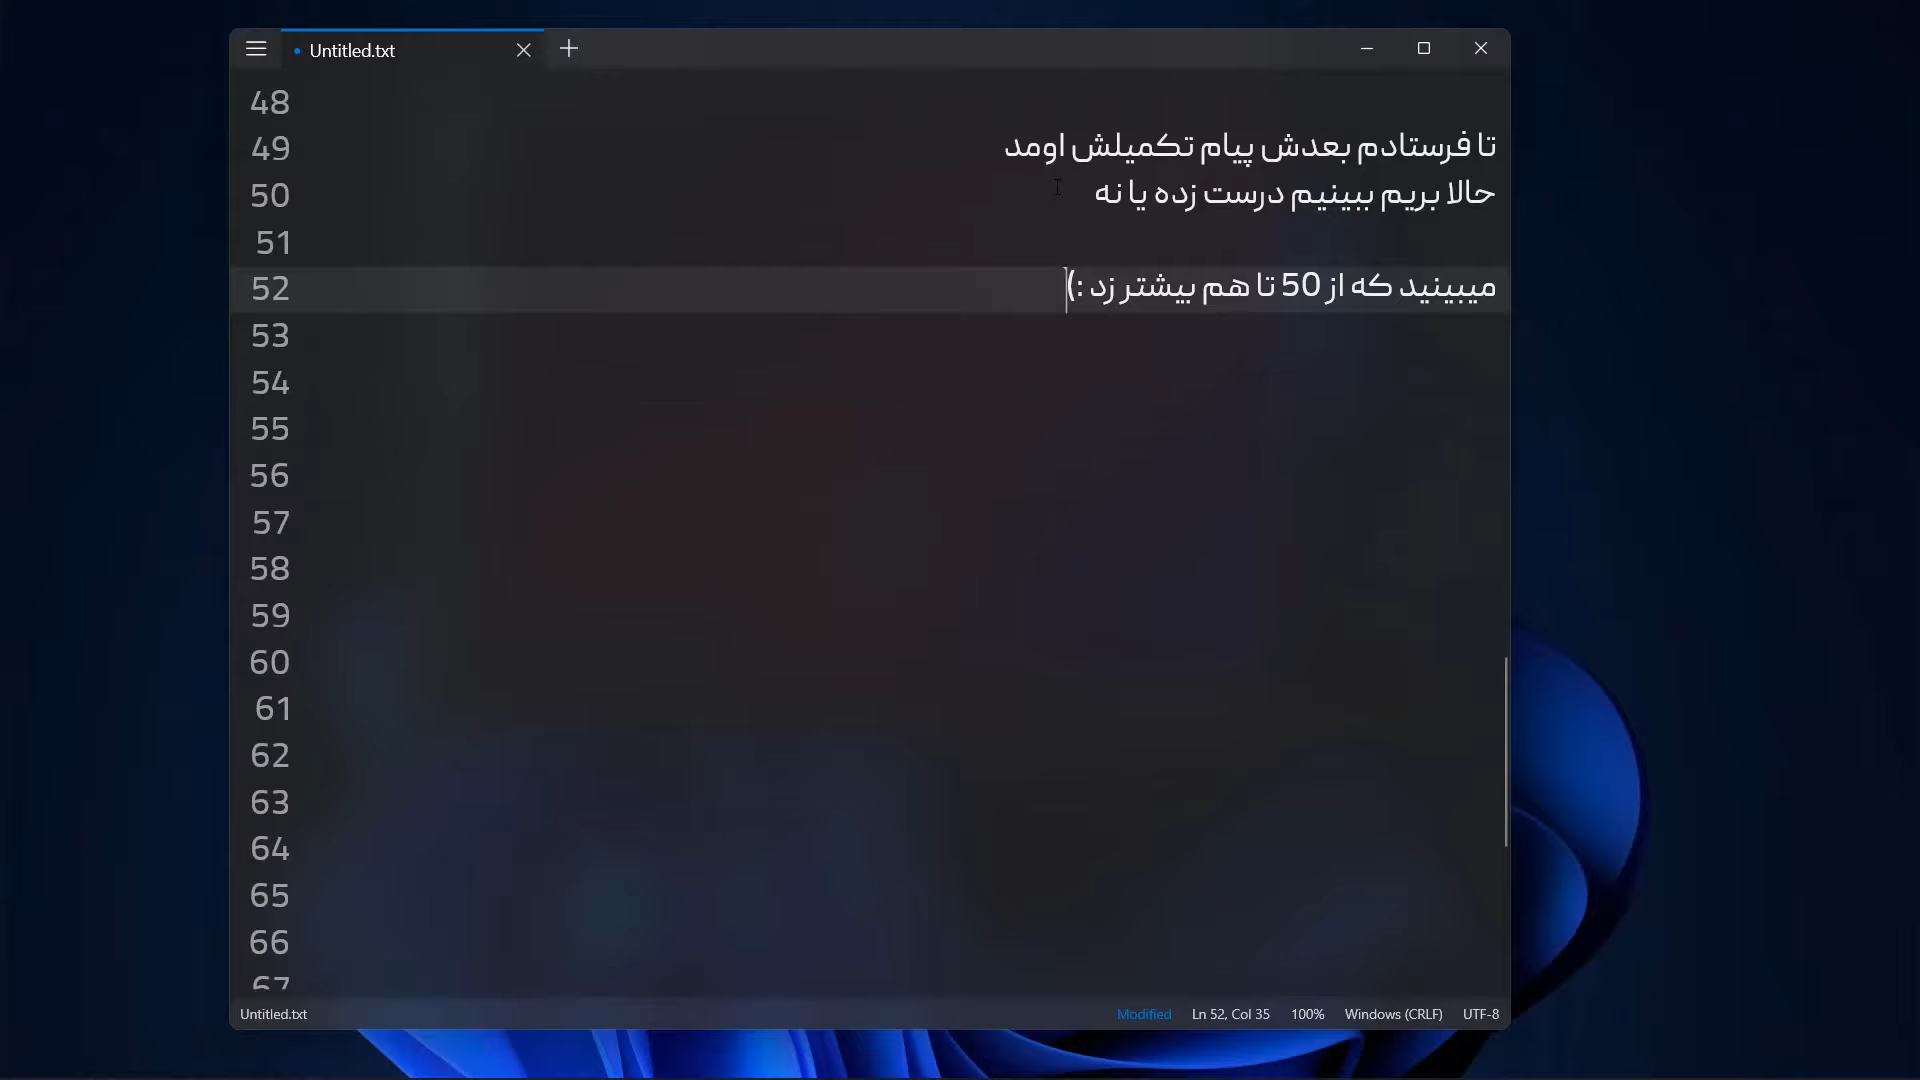 Untitled.txt
48
49
تا فرستادم بعدش پیام تکمیلش اومد
50
حالا بریم ببینیم درست زده یا نه
51
52
میبینید که از 50 تا هم بیشتر زد :)
53
54
55
56
57
58
59
60
61
62
63
64
65
66
67
Untitled.txt
Modified
Ln 52, Col 35
100%
Windows (CRLF)
UTF-8